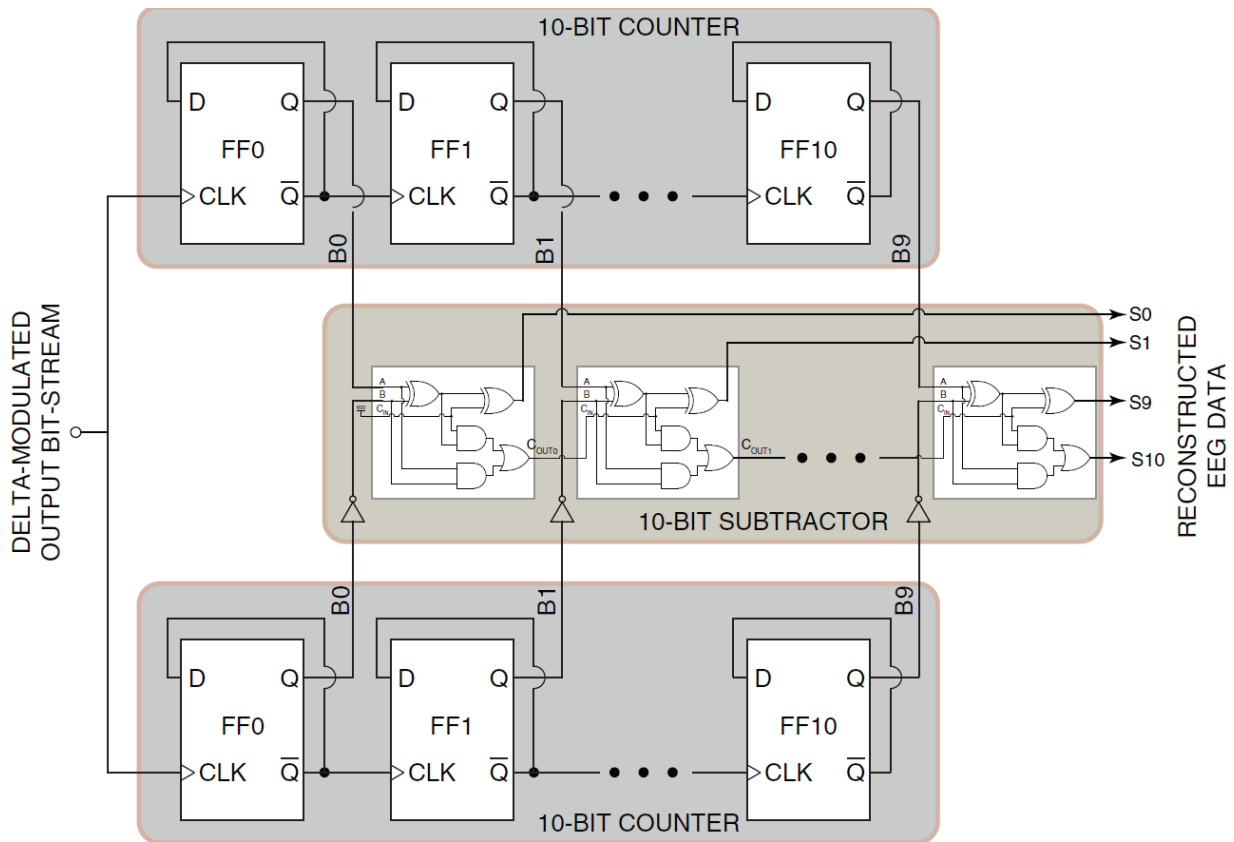 10-BIT COUNTER
D Q D Q D Q
FF0 FF1 FF10
CLK Q CLK Q CLK Q
B0 B1 B9
DELTA-MODULATED
OUTPUT BIT-STREAM
S0
S1
A
B
CIN
COUT0
A
B
CIN
COUT1
A
B
CIN
S9
S10
RECONSTRUCTED
EEG DATA
10-BIT SUBTRACTOR
B0 B1 B9
D Q D Q D Q
FF0 FF1 FF10
CLK Q CLK Q CLK Q
10-BIT COUNTER